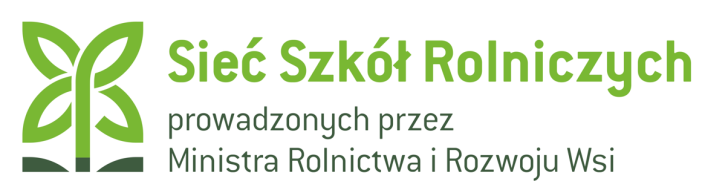 Sieć Szkół Rolniczych
prowadzonych przez
Ministra Rolnictwa i Rozwoju Wsi